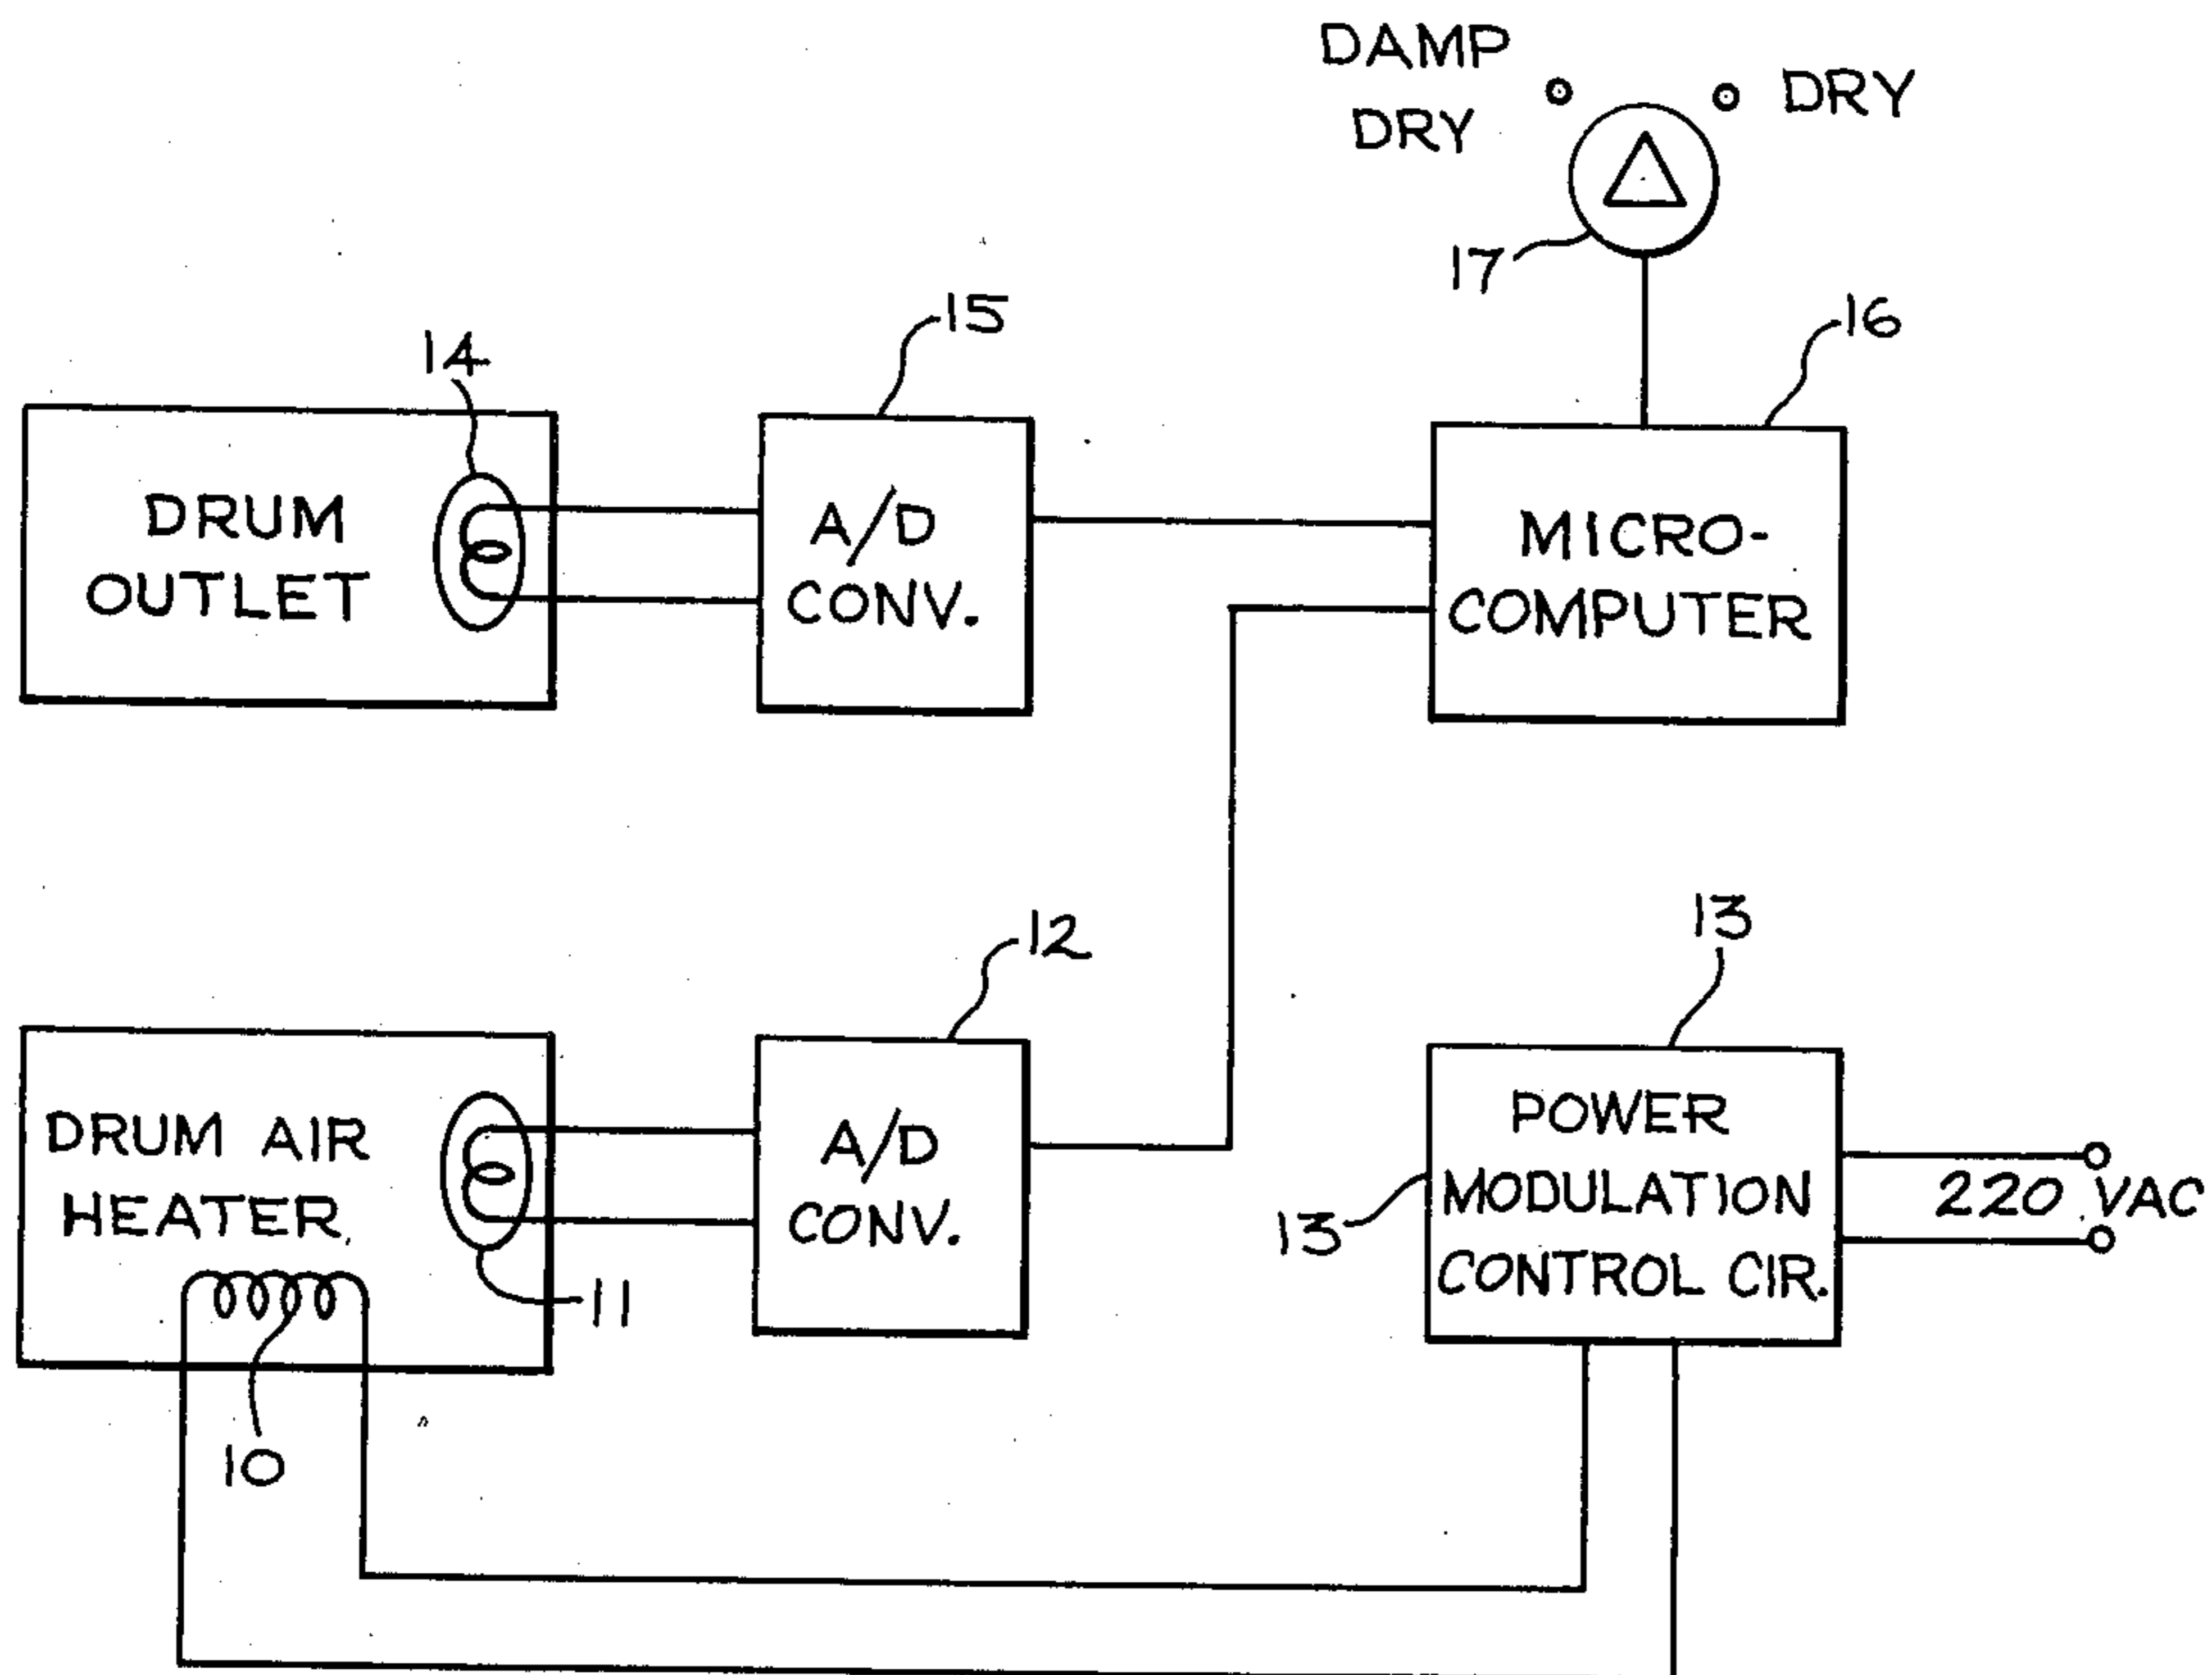 DAMP
DRY
DRY
17
16
15
14
DRUM
OUTLET
A/D
CONV.
MICRO-
COMPUTER
12
13
DRUM AIR
HEATER
A/D
CONV.
POWER
MODULATION
CONTROL CIR.
13
220 VAC
11
10